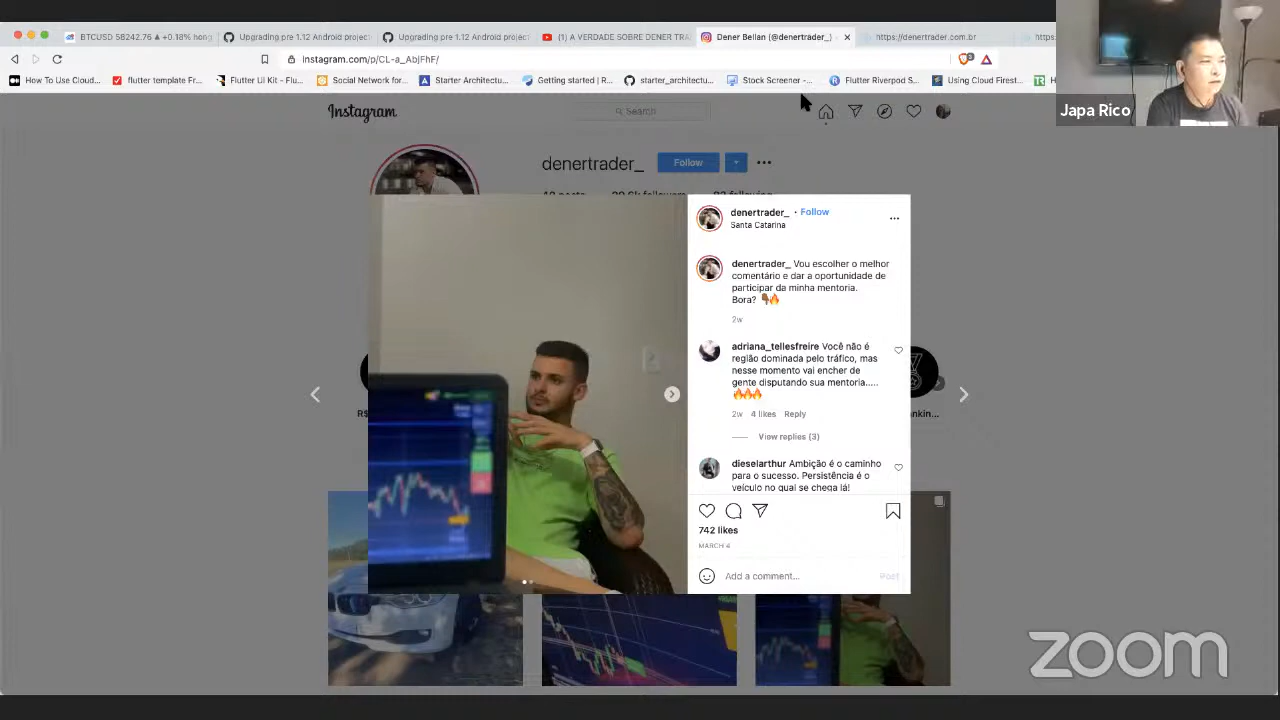 BTCUSD 58242.76 ▲ +0.18% hong
Upgrading pre 1.12 Android project
Upgrading pre 1.12 Android project
(1) A VERDADE SOBRE DENER TRA
Dener Bellan (@denertrader_)
https://denertrader.com.br
https:
instagram.com/p/CL-a_AbjFhF/
How To Use Cloud...
flutter template Fr...
Flutter UI Kit - Flu...
Social Network for...
Starter Architectu...
Getting started | R...
starter_architectu...
Stock Screener -...
Flutter Riverpod S...
Using Cloud Firest...
Japa Rico
Instagram
Search
denertrader_
Follow
denertrader_ • Follow
Santa Catarina
denertrader_ Vou escolher o melhor
comentário e dar a oportunidade de
participar da minha mentoria.
Bora? 👇🏾🔥
2w
adriana_tellesfreire Você não é
região dominada pelo tráfico, mas
nesse momento vai encher de
gente disputando sua mentoria.....
🔥🔥🔥
2w 4 likes Reply
View replies (3)
dieselarthur Ambição é o caminho
para o sucesso. Persistência é o
veículo no qual se chega lá!
742 likes
MARCH 4
Add a comment...
Post
zoom